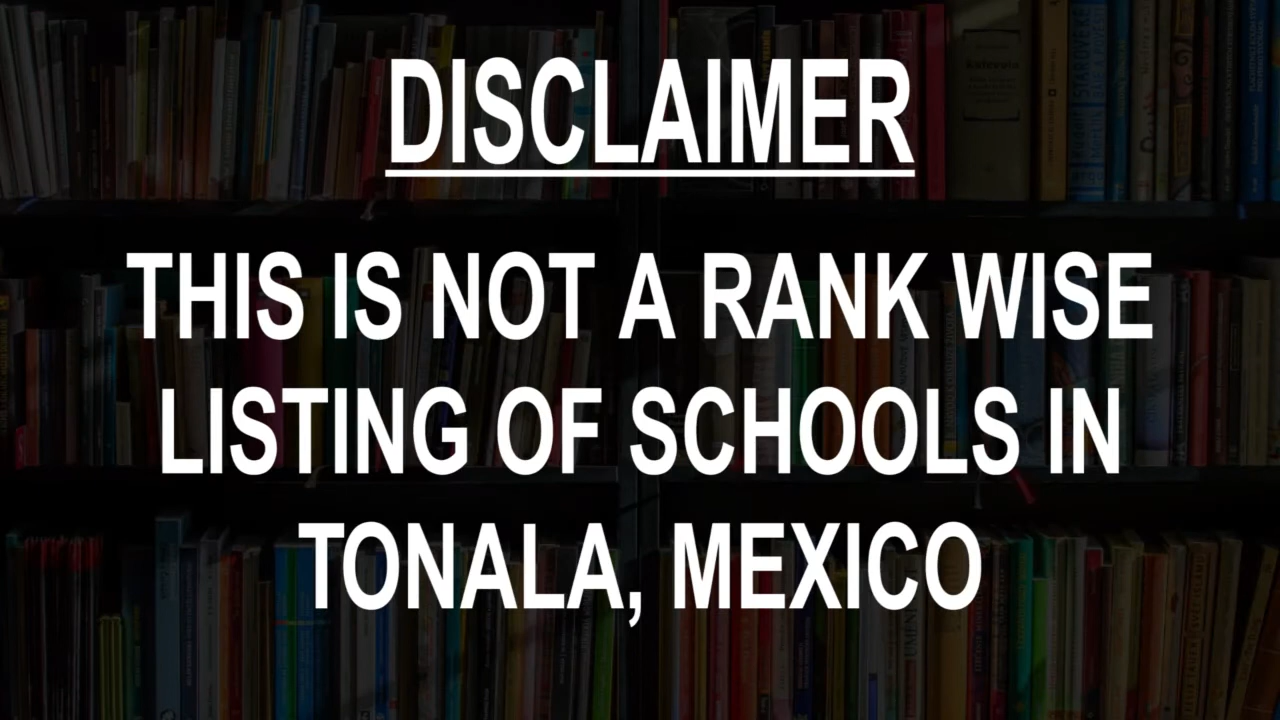 DISCLAIMER
THIS IS NOT A RANK WISE
LISTING OF SCHOOLS IN
TONALA, MEXICO